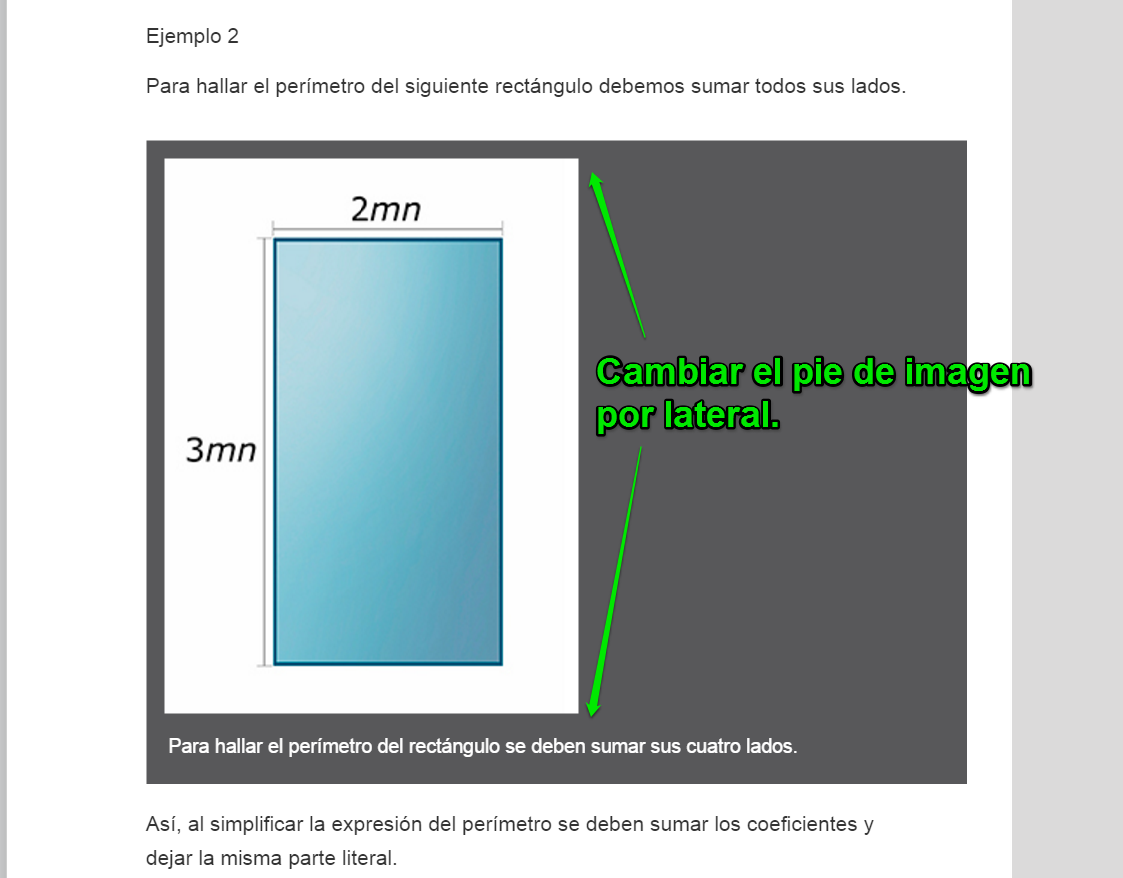 Ejemplo 2
Para hallar el perímetro del siguiente rectángulo debemos sumar todos sus lados.
2mn
Cambiar el pie de imagen
por lateral.
3mn
Para hallar el perímetro del rectángulo se deben sumar sus cuatro lados.
Así, al simplificar la expresión del perímetro se deben sumar los coeficientes y
dejar la misma parte literal.